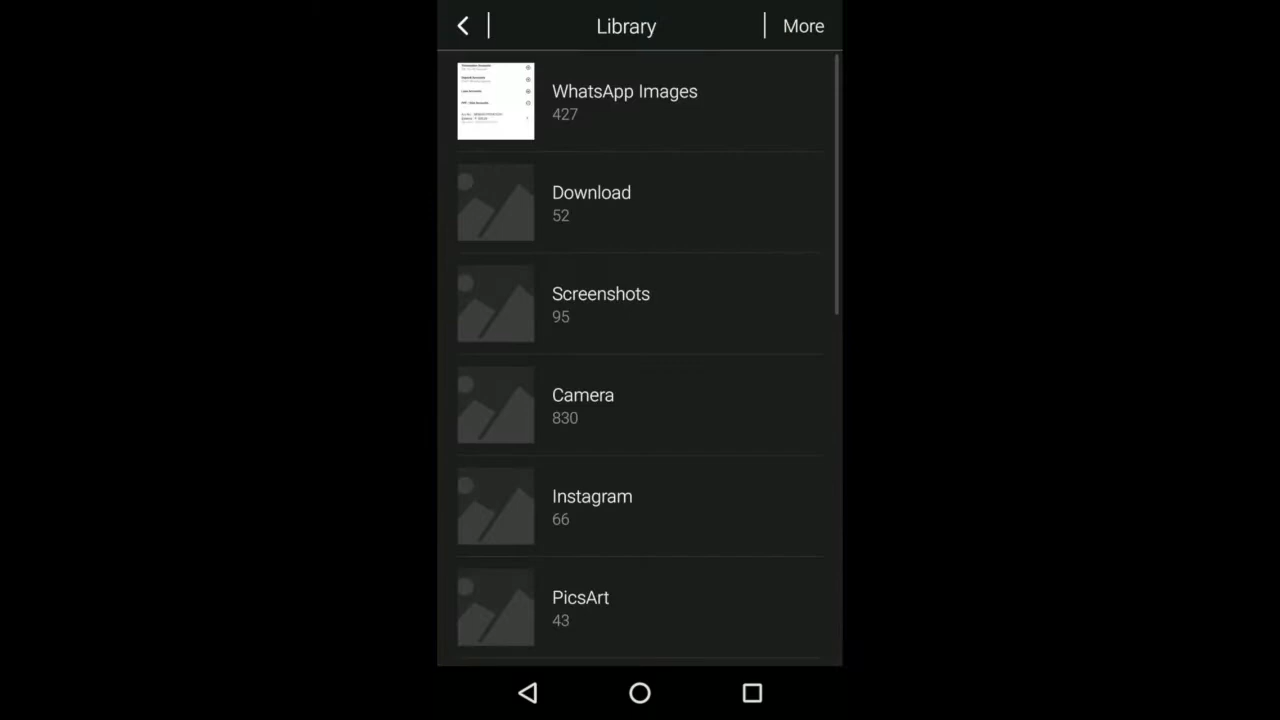 Library
More
WhatsApp Images
427
Download
52
Screenshots
95
Camera
830
Instagram
66
PicsArt
43